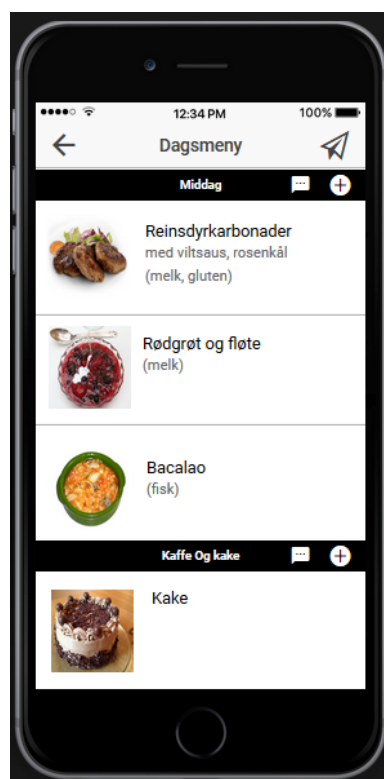 12:34 PM
100%
Dagsmeny
Middag
Reinsdyrkarbonader
med viltsaus, rosenkål
(melk, gluten)
Rødgrøt og fløte
(melk)
Bacalao
(fisk)
Kaffe Og kake
Kake